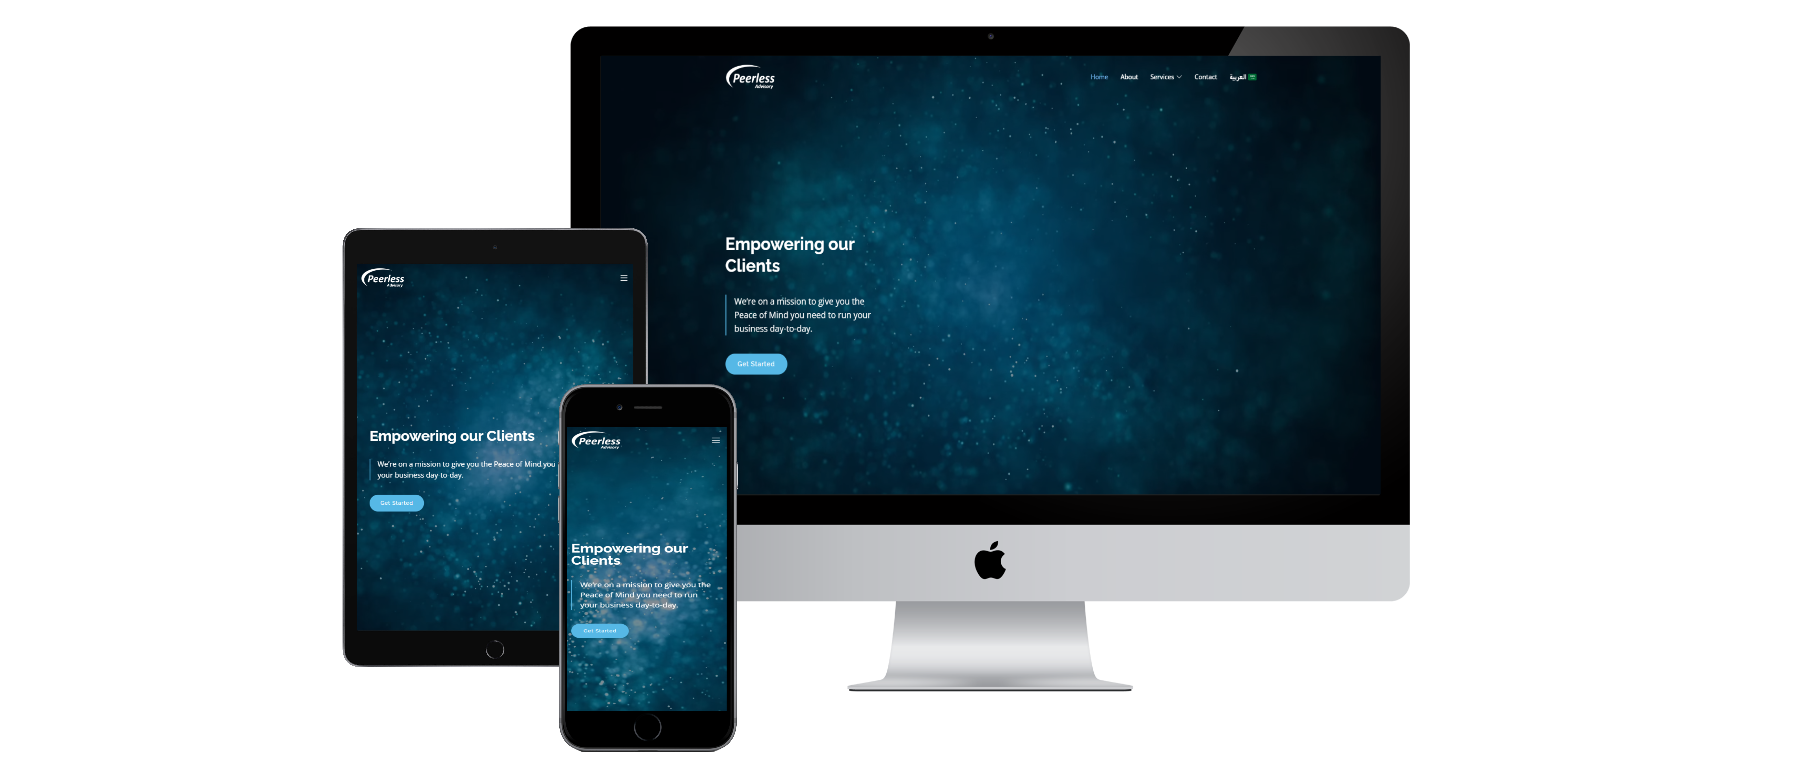 Peerless
Advisory
Home About Services Contact العربية
Empowering our
Clients
We're on a mission to give you the
Peace of Mind you need to run your
business day-to-day.
Get Started
Peerless
Advisory
Empowering our Clients
We're on a mission to give you the Peace of Mind you
your business day to day.
Get Started
Peerless
Advisory
Empowering our
Clients
We're on a mission to give you the
Peace of Mind you need to run
your business day-to-day.
Get Started